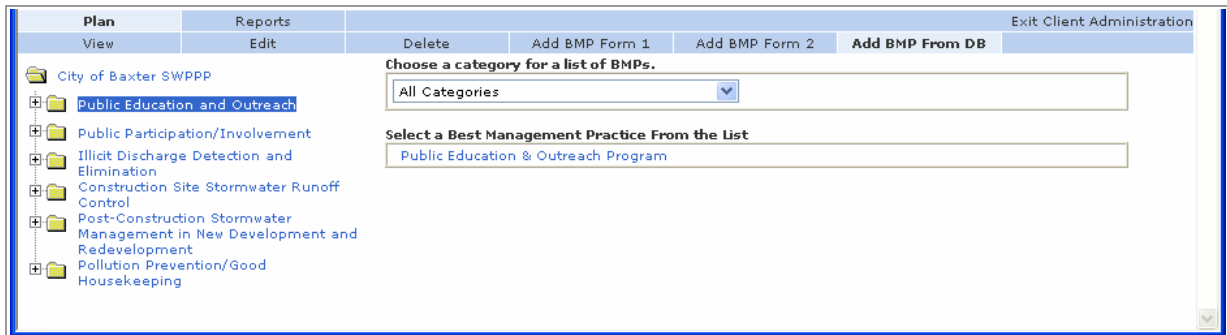 Plan Reports Exit Client Administration
View Edit Delete Add BMP Form 1 Add BMP Form 2 Add BMP From DB
City of Baxter SWPPP
Public Education and Outreach
Public Participation/Involvement
Illicit Discharge Detection and
Elimination
Construction Site Stormwater Runoff
Control
Post-Construction Stormwater
Management in New Development and
Redevelopment
Pollution Prevention/Good
Housekeeping
Choose a category for a list of BMPs.
All Categories
Select a Best Management Practice From the List
Public Education & Outreach Program